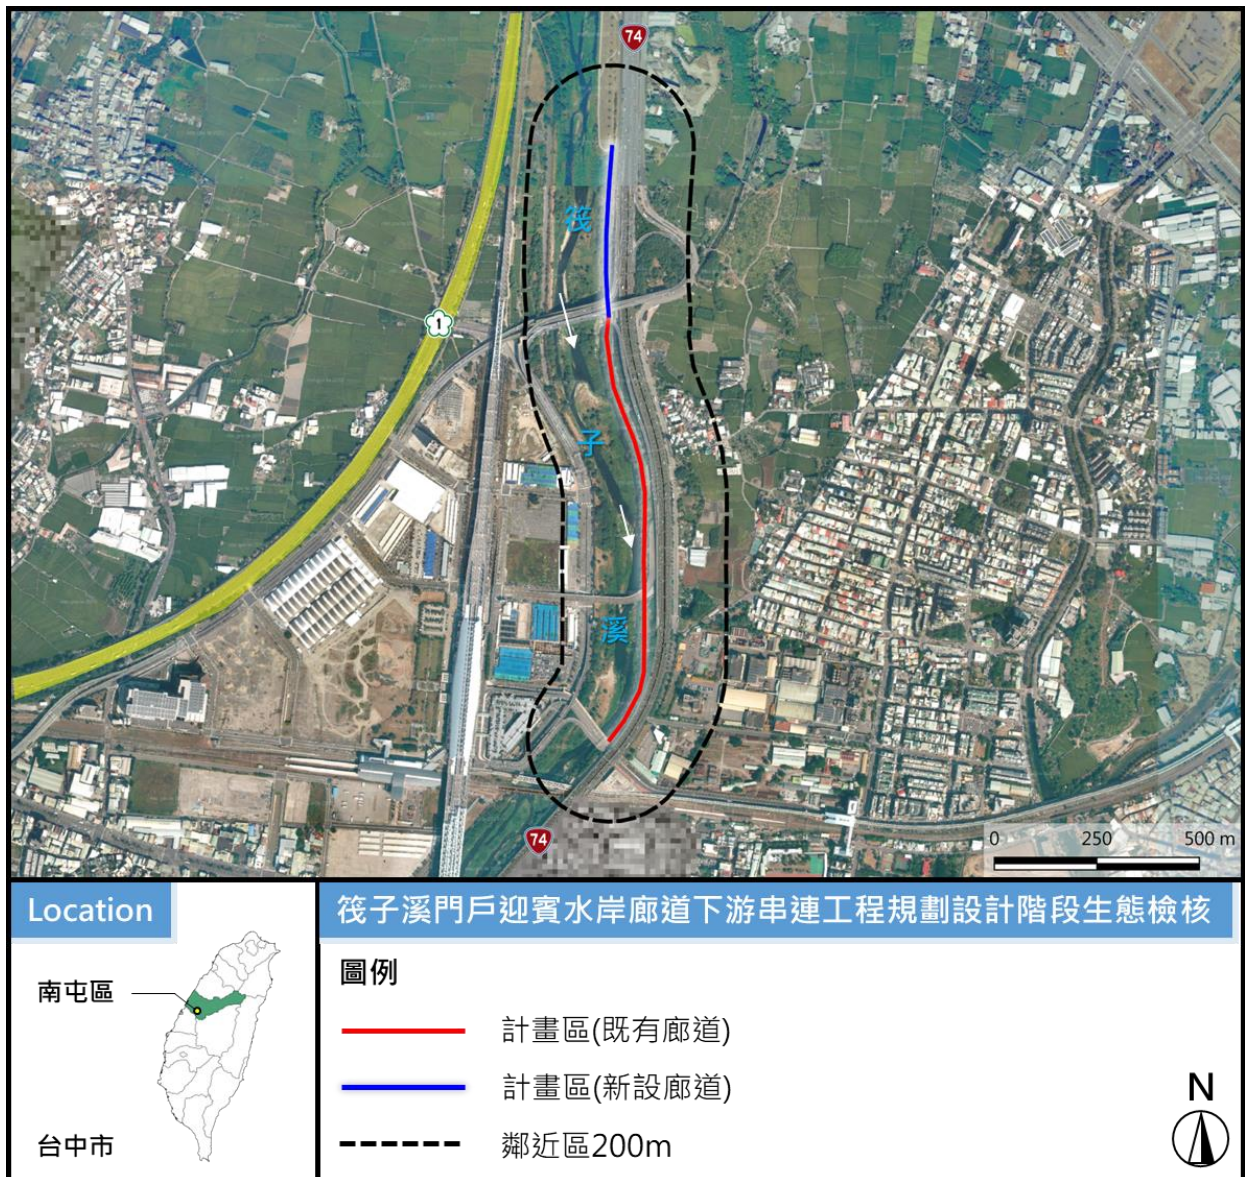 74
筏
1
子
溪
74
0 250 500 m
Location
南屯區
台中市
筏子溪門戶迎賓水岸廊道下游串連工程規劃設計階段生態檢核
圖例
計畫區(既有廊道)
計畫區(新設廊道)
鄰近區200m
N